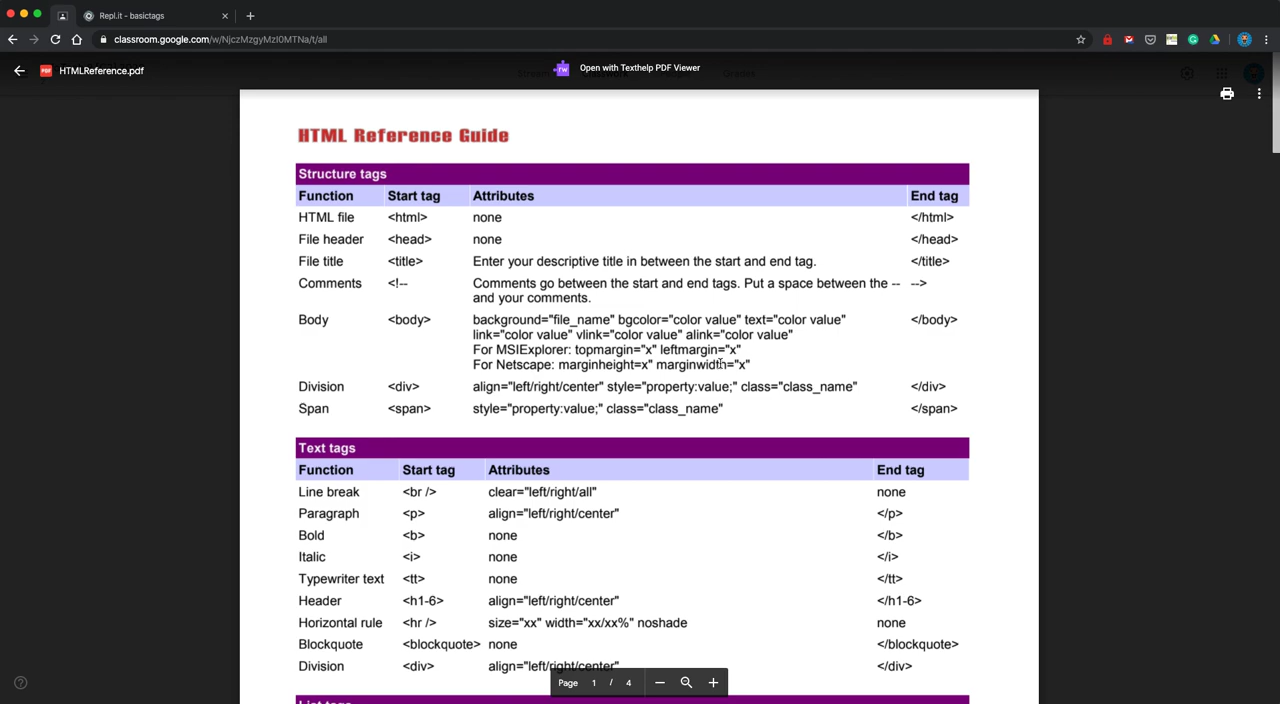 Repl.it - basictags
classroom.google.com/w/NjczMzgyMzI0MTNa/t/all
HTMLReference.pdf
Open with Texthelp PDF Viewer
HTML Reference Guide
Structure tags
Function Start tag Attributes End tag
HTML file <html> none </html>
File header <head> none </head>
File title <title> Enter your descriptive title in between the start and end tag. </title>
Comments <!-- Comments go between the start and end tags. Put a space between the -- -->
and your comments.
Body <body> background="file_name" bgcolor="color value" text="color value" </body>
link="color value" vlink="color value" alink="color value"
For MSIExplorer: topmargin="x" leftmargin="x"
For Netscape: marginheight=x" marginwidth="x"
Division <div> align="left/right/center" style="property:value;" class="class_name" </div>
Span <span> style="property:value;" class="class_name" </span>
Text tags
Function Start tag Attributes End tag
Line break <br /> clear="left/right/all" none
Paragraph <p> align="left/right/center" </p>
Bold <b> none </b>
Italic <i> none </i>
Typewriter text <tt> none </tt>
Header <h1-6> align="left/right/center" </h1-6>
Horizontal rule <hr /> size="xx" width="xx/xx%" noshade none
Blockquote <blockquote> none </blockquote>
Division <div> align="left/right/center" </div>
Page 1 / 4
List tags